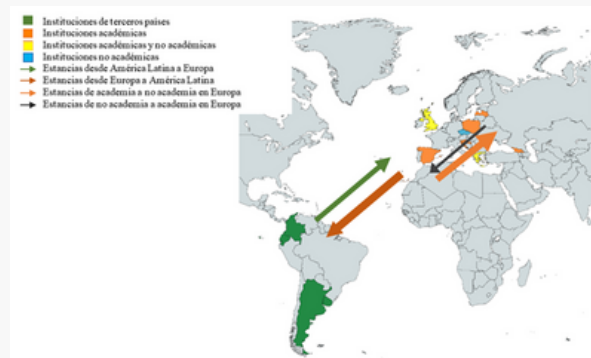 Instituciones de terceros países
Instituciones académicas
Instituciones académicas y no académicas
Instituciones no académicas
Estancias desde América Latina a Europa
Estancias desde Europa a América Latina
Estancias de academia a no academia en Europa
Estancias de no academia a academia en Europa